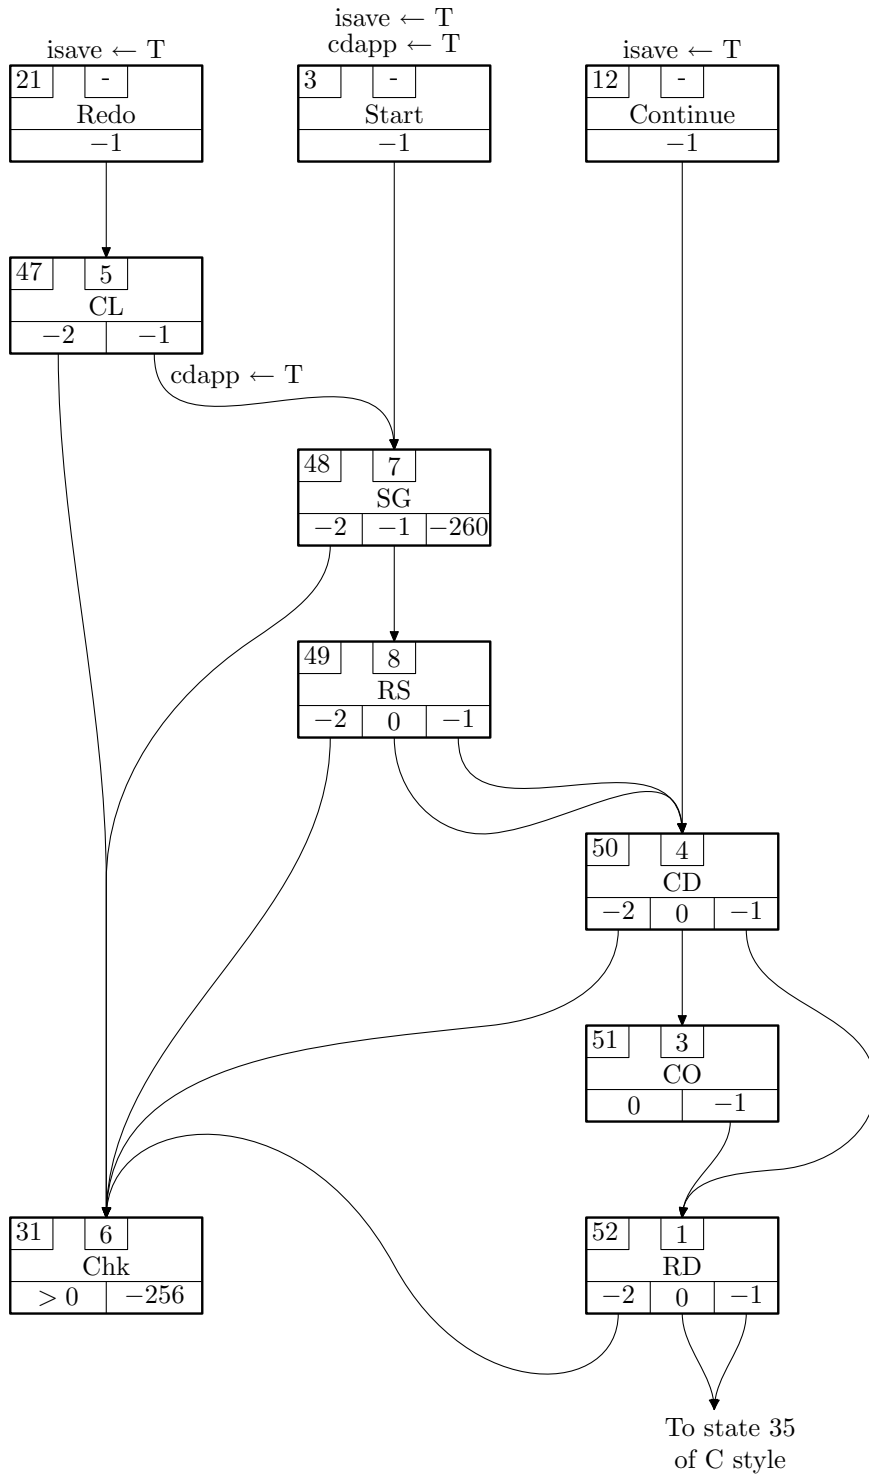 isave ← T
isave ← T
cdapp ← T
isave ← T
21 -
Redo
−1
3 -
Start
−1
12 -
Continue
−1
47 5
CL
−2 −1
cdapp ← T
48 7
SG
−2 −1 −260
49 8
RS
−2 0 −1
50 4
CD
−2 0 −1
51 3
CO
0 −1
31 6
Chk
> 0 −256
52 1
RD
−2 0 −1
To state 35
of C style